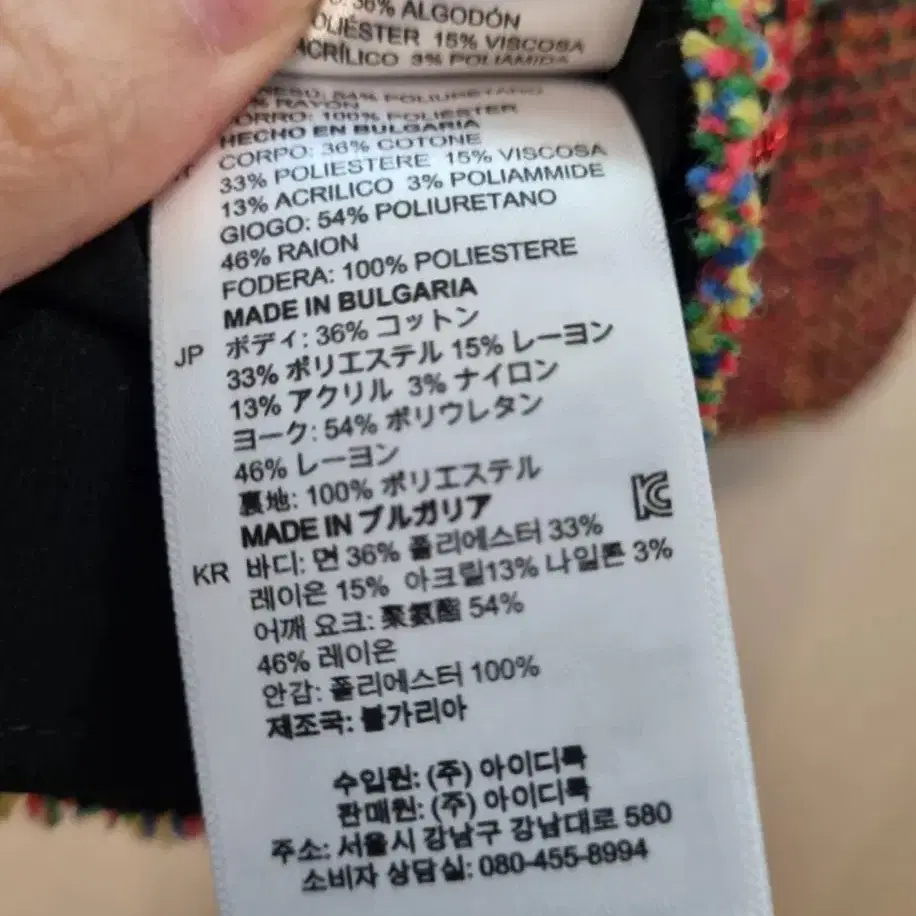 36% ALGODÓN
POLIÉSTER 15% VISCOSA
ACRÍLICO 3% POLIAMIDA
54% POLIURETANO
RAYÓN
FORRO: 100% POLIÉSTER
HECHO EN BULGARIA
CORPO: 36% COTONE
33% POLIESTERE 15% VISCOSA
13% ACRILICO 3% POLIAMMIDE
GIOGO: 54% POLIURETANO
46% RAION
FODERA: 100% POLIESTERE
MADE IN BULGARIA
JP ボディ: 36% コットン
33% ポリエステル 15% レーヨン
13% アクリル 3% ナイロン
ヨーク: 54% ポリウレタン
46% レーヨン
裏地: 100% ポリエステル
MADE IN ブルガリア
KR 바디: 면 36% 폴리에스터 33%
레이온 15% 아크릴13% 나일론 3%
어깨 요크: 聚氨酯 54%
46% 레이온
안감: 폴리에스터 100%
제조국: 불가리아
수입원: (주) 아이디룩
판매원: (주) 아이디룩
주소: 서울시 강남구 강남대로 580
소비자 상담실: 080-455-8994